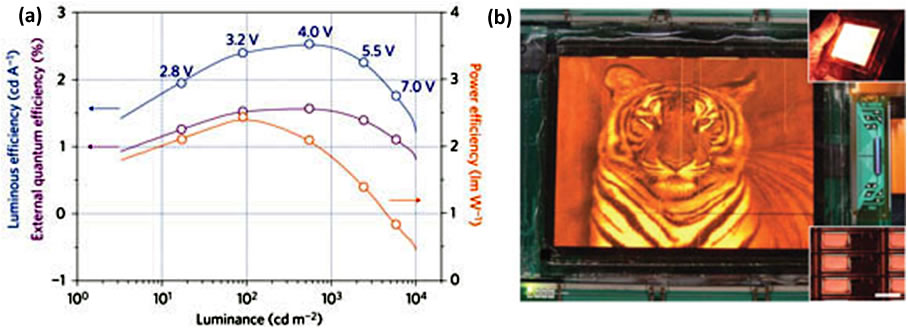 (a)
Luminous efficiency (cd A⁻¹)
External quantum efficiency (%)
3
2
1
0
−1
2.8 V
3.2 V
4.0 V
5.5 V
7.0 V
4
3
2
1
0
Power efficiency (lm W⁻¹)
10⁰
10¹
10²
10³
10⁴
Luminance (cd m⁻²)
(b)